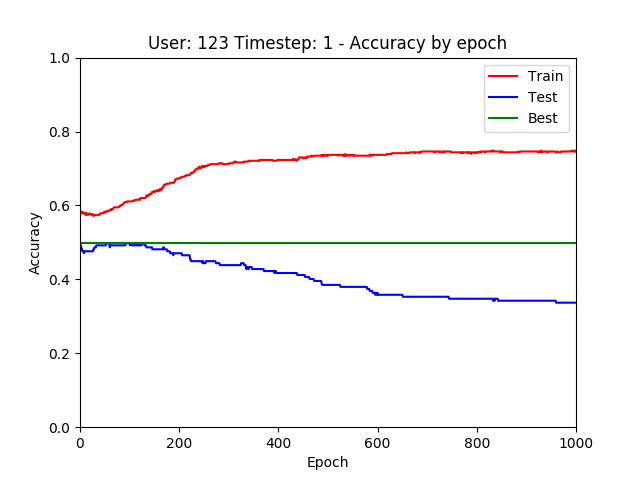 User: 123 Timestep: 1 - Accuracy by epoch
1.0
0.8
0.6
0.4
0.2
0.0
Accuracy
Train
Test
Best
0 200 400 600 800 1000
Epoch